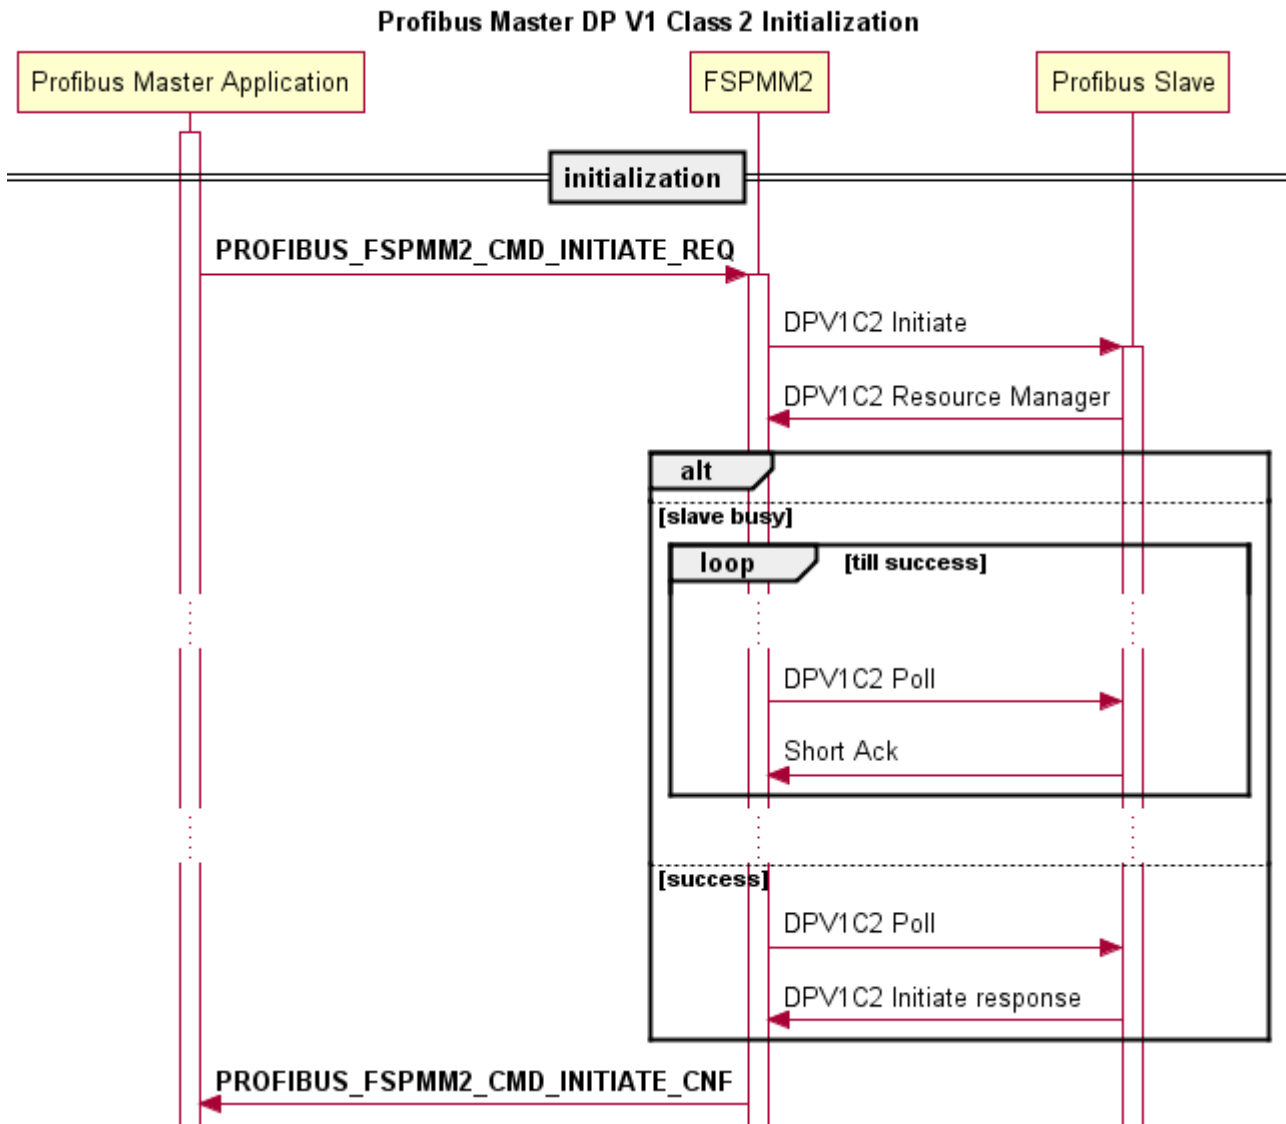 Profibus Master DP V1 Class 2 Initialization
Profibus Master Application
FSPMM2
Profibus Slave
initialization
PROFIBUS_FSPMM2_CMD_INITIATE_REQ
DPV1C2 Initiate
DPV1C2 Resource Manager
alt
[slave busy]
loop
[till success]
DPV1C2 Poll
Short Ack
[success]
DPV1C2 Poll
DPV1C2 Initiate response
PROFIBUS_FSPMM2_CMD_INITIATE_CNF